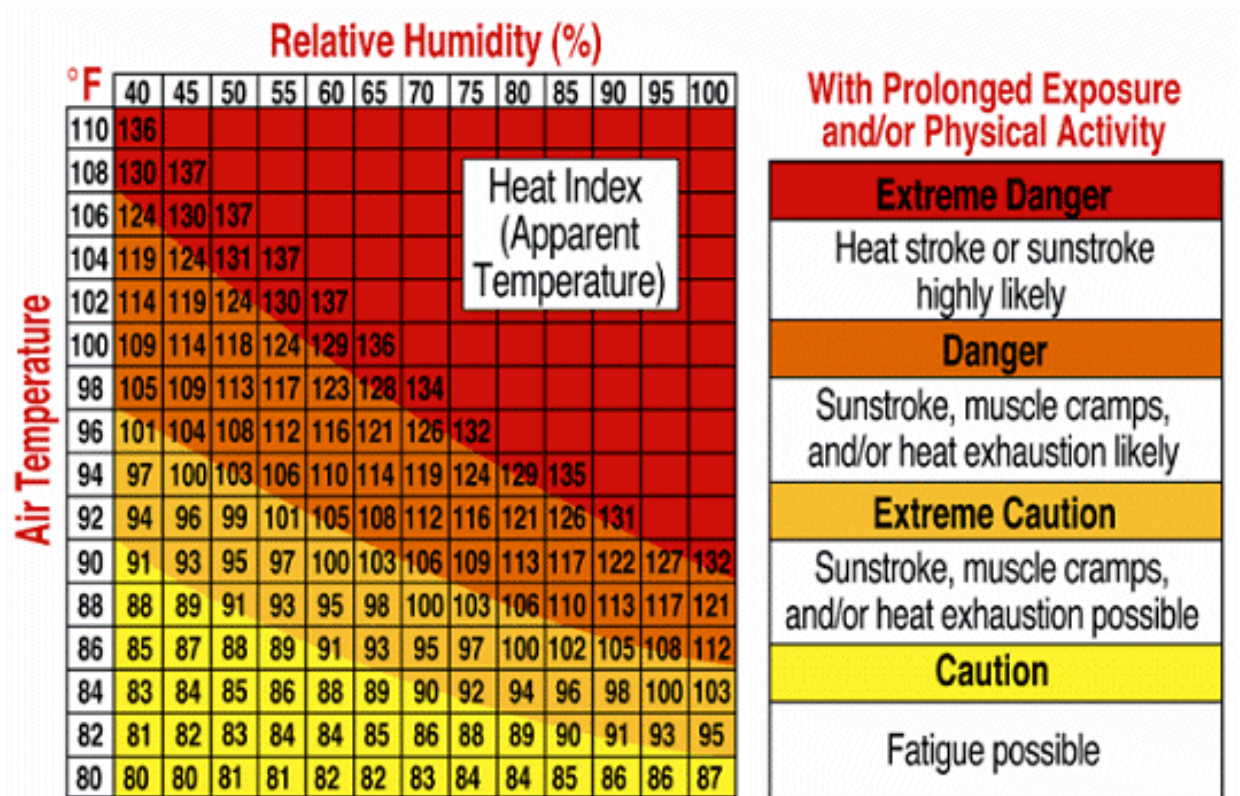 Relative Humidity (%)
°F 40 45 50 55 60 65 70 75 80 85 90 95 100
110 136
108 130 137
106 124 130 137
104 119 124 131 137
102 114 119 124 130 137
100 109 114 118 124 129 136
98 105 109 113 117 123 128 134
96 101 104 108 112 116 121 126 132
94 97 100 103 106 110 114 119 124 129 135
92 94 96 99 101 105 108 112 116 121 126 131
90 91 93 95 97 100 103 106 109 113 117 122 127 132
88 88 89 91 93 95 98 100 103 106 110 113 117 121
86 85 87 88 89 91 93 95 97 100 102 105 108 112
84 83 84 85 86 88 89 90 92 94 96 98 100 103
82 81 82 83 84 84 85 86 88 89 90 91 93 95
80 80 80 81 81 82 82 83 84 84 85 86 86 87
Air Temperature
Heat Index
(Apparent
Temperature)
With Prolonged Exposure
and/or Physical Activity
Extreme Danger
Heat stroke or sunstroke
highly likely
Danger
Sunstroke, muscle cramps,
and/or heat exhaustion likely
Extreme Caution
Sunstroke, muscle cramps,
and/or heat exhaustion possible
Caution
Fatigue possible